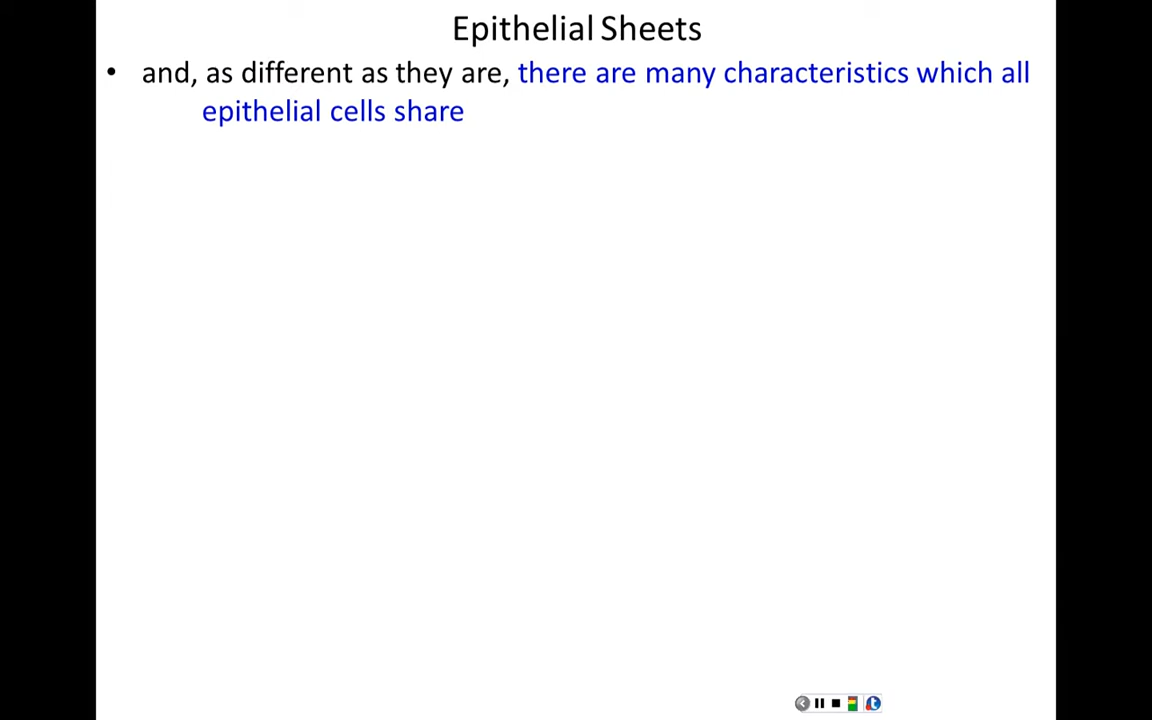 Epithelial Sheets
• and, as different as they are, there are many characteristics which all
epithelial cells share